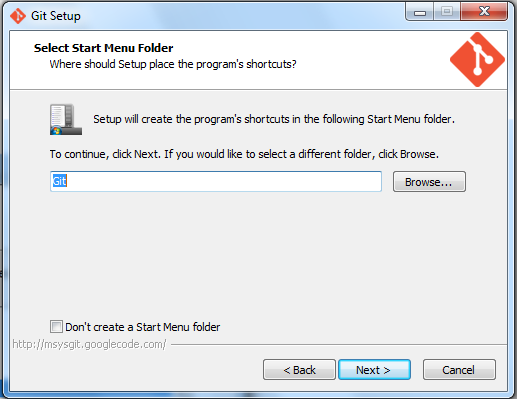 Git Setup
Select Start Menu Folder
Where should Setup place the program's shortcuts?
Setup will create the program's shortcuts in the following Start Menu folder.
To continue, click Next. If you would like to select a different folder, click Browse.
Git
Browse...
Don't create a Start Menu folder
http://msysgit.googlecode.com/
< Back
Next >
Cancel